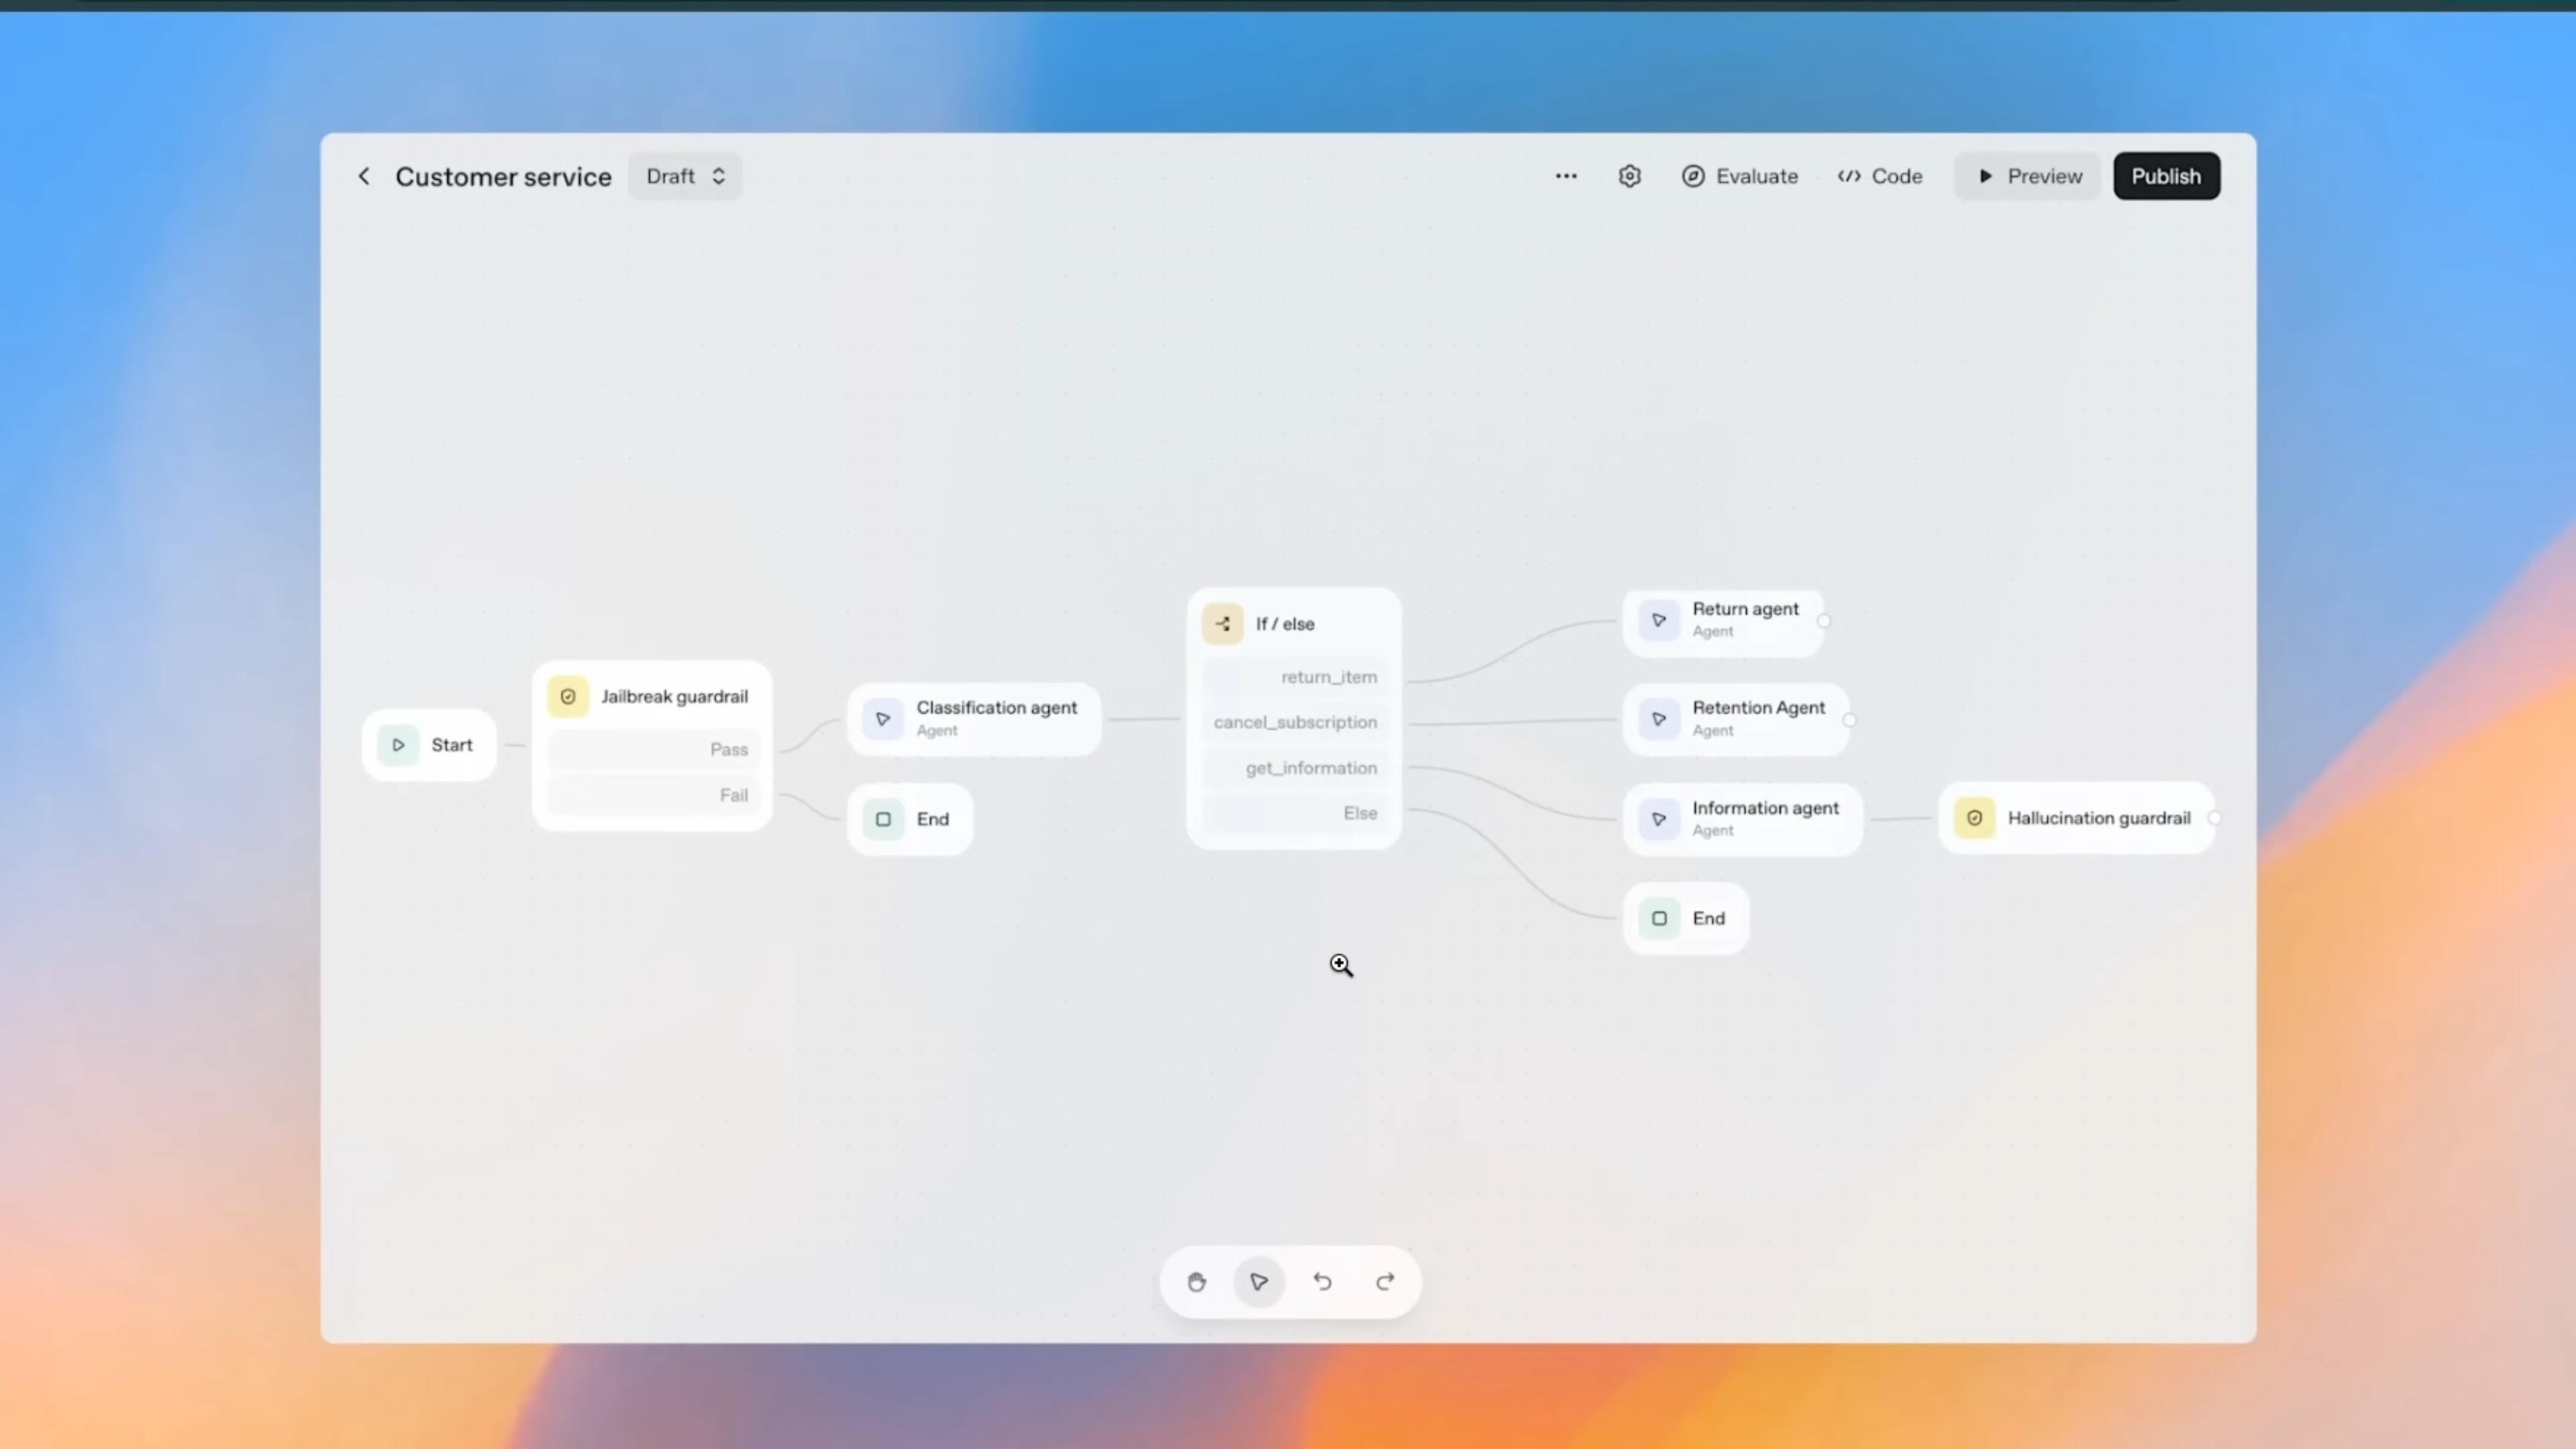 Customer service
Draft
Evaluate
Code
Preview
Publish
Start
Jailbreak guardrail
Pass
Fail
Classification agent
Agent
End
If / else
return_item
cancel_subscription
get_information
Else
Return agent
Agent
Retention Agent
Agent
Information agent
Agent
End
Hallucination guardrail